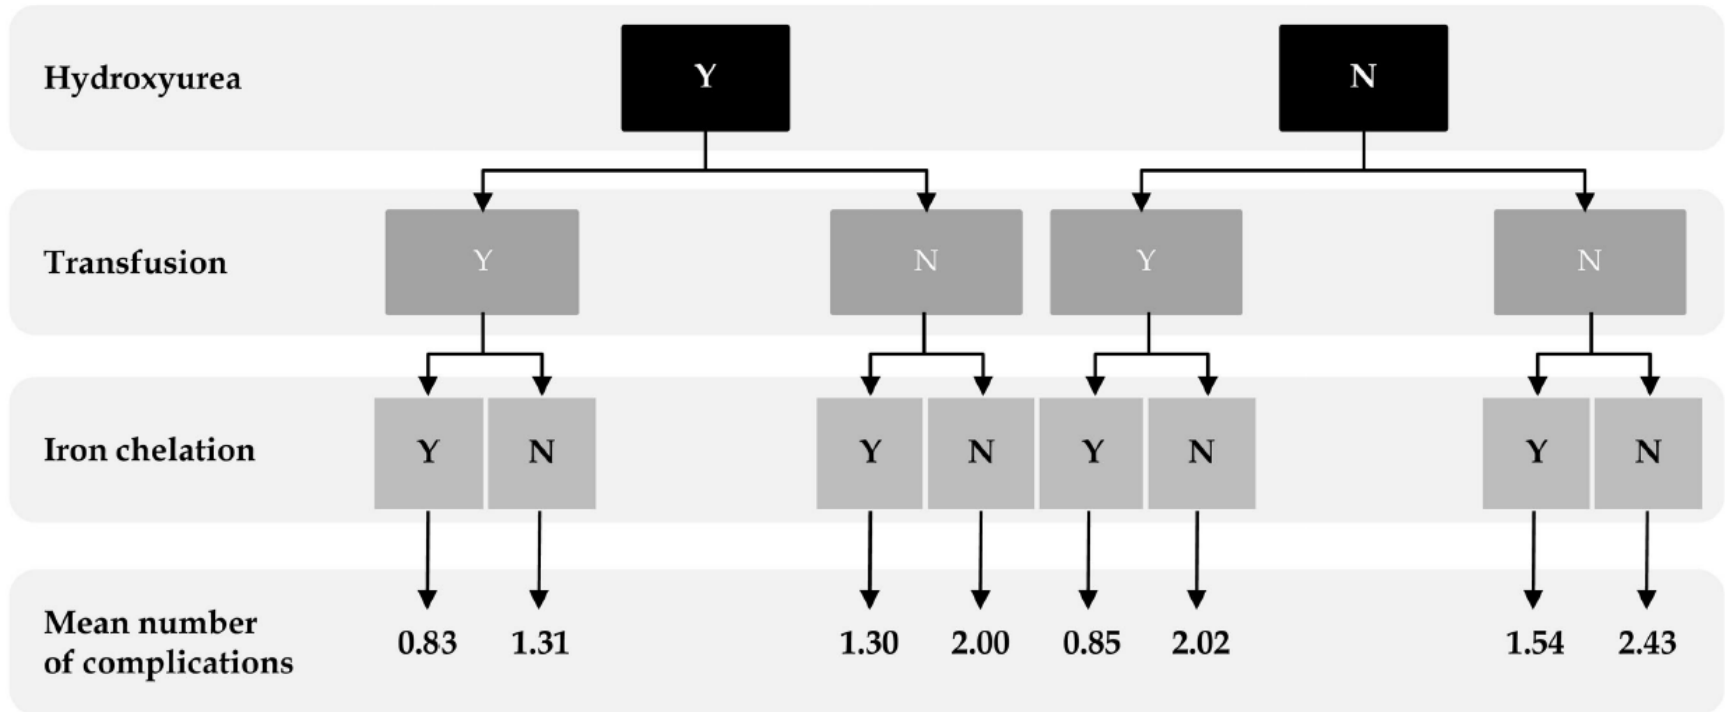 Hydroxyurea
Y N
Transfusion
Y N Y N
Iron chelation
Y N Y N Y N Y N
Mean number
of complications
0.83 1.31 1.30 2.00 0.85 2.02 1.54 2.43